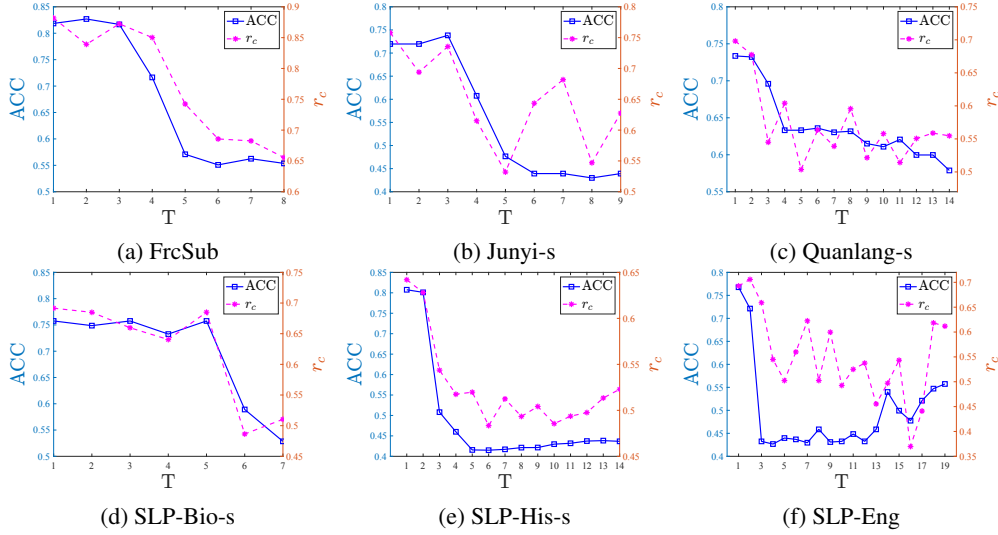 0.85
0.8
0.75
0.7
0.65
0.6
0.55
0.5
ACC
ACC
r_c
0.9
0.85
0.8
0.75
0.7
0.65
0.6
r_c
1 2 3 4 5 6 7 8
T
(a) FrcSub
0.8
0.75
0.7
0.65
0.6
0.55
0.5
0.45
0.4
ACC
ACC
r_c
0.8
0.75
0.7
0.65
0.6
0.55
0.5
r_c
1 2 3 4 5 6 7 8 9
T
(b) Junyi-s
0.8
0.75
0.7
0.65
0.6
0.55
ACC
ACC
r_c
0.75
0.7
0.65
0.6
0.55
0.5
r_c
1 2 3 4 5 6 7 8 9 10 11 12 13 14
T
(c) Quanlang-s
0.85
0.8
0.75
0.7
0.65
0.6
0.55
0.5
ACC
ACC
r_c
0.75
0.7
0.65
0.6
0.55
0.5
0.45
r_c
1 2 3 4 5 6 7
T
(d) SLP-Bio-s
0.85
0.8
0.75
0.7
0.65
0.6
0.55
0.5
0.45
0.4
ACC
ACC
r_c
0.65
0.6
0.55
0.5
0.45
r_c
1 2 3 4 5 6 7 8 9 10 11 12 13 14
T
(e) SLP-His-s
0.8
0.75
0.7
0.65
0.6
0.55
0.5
0.45
0.4
ACC
ACC
r_c
0.7
0.65
0.6
0.55
0.5
0.45
0.4
0.35
r_c
1 3 5 7 9 11 13 15 17 19
T
(f) SLP-Eng